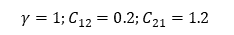 γ = 1; C₁₂ = 0.2; C₂₁ = 1.2